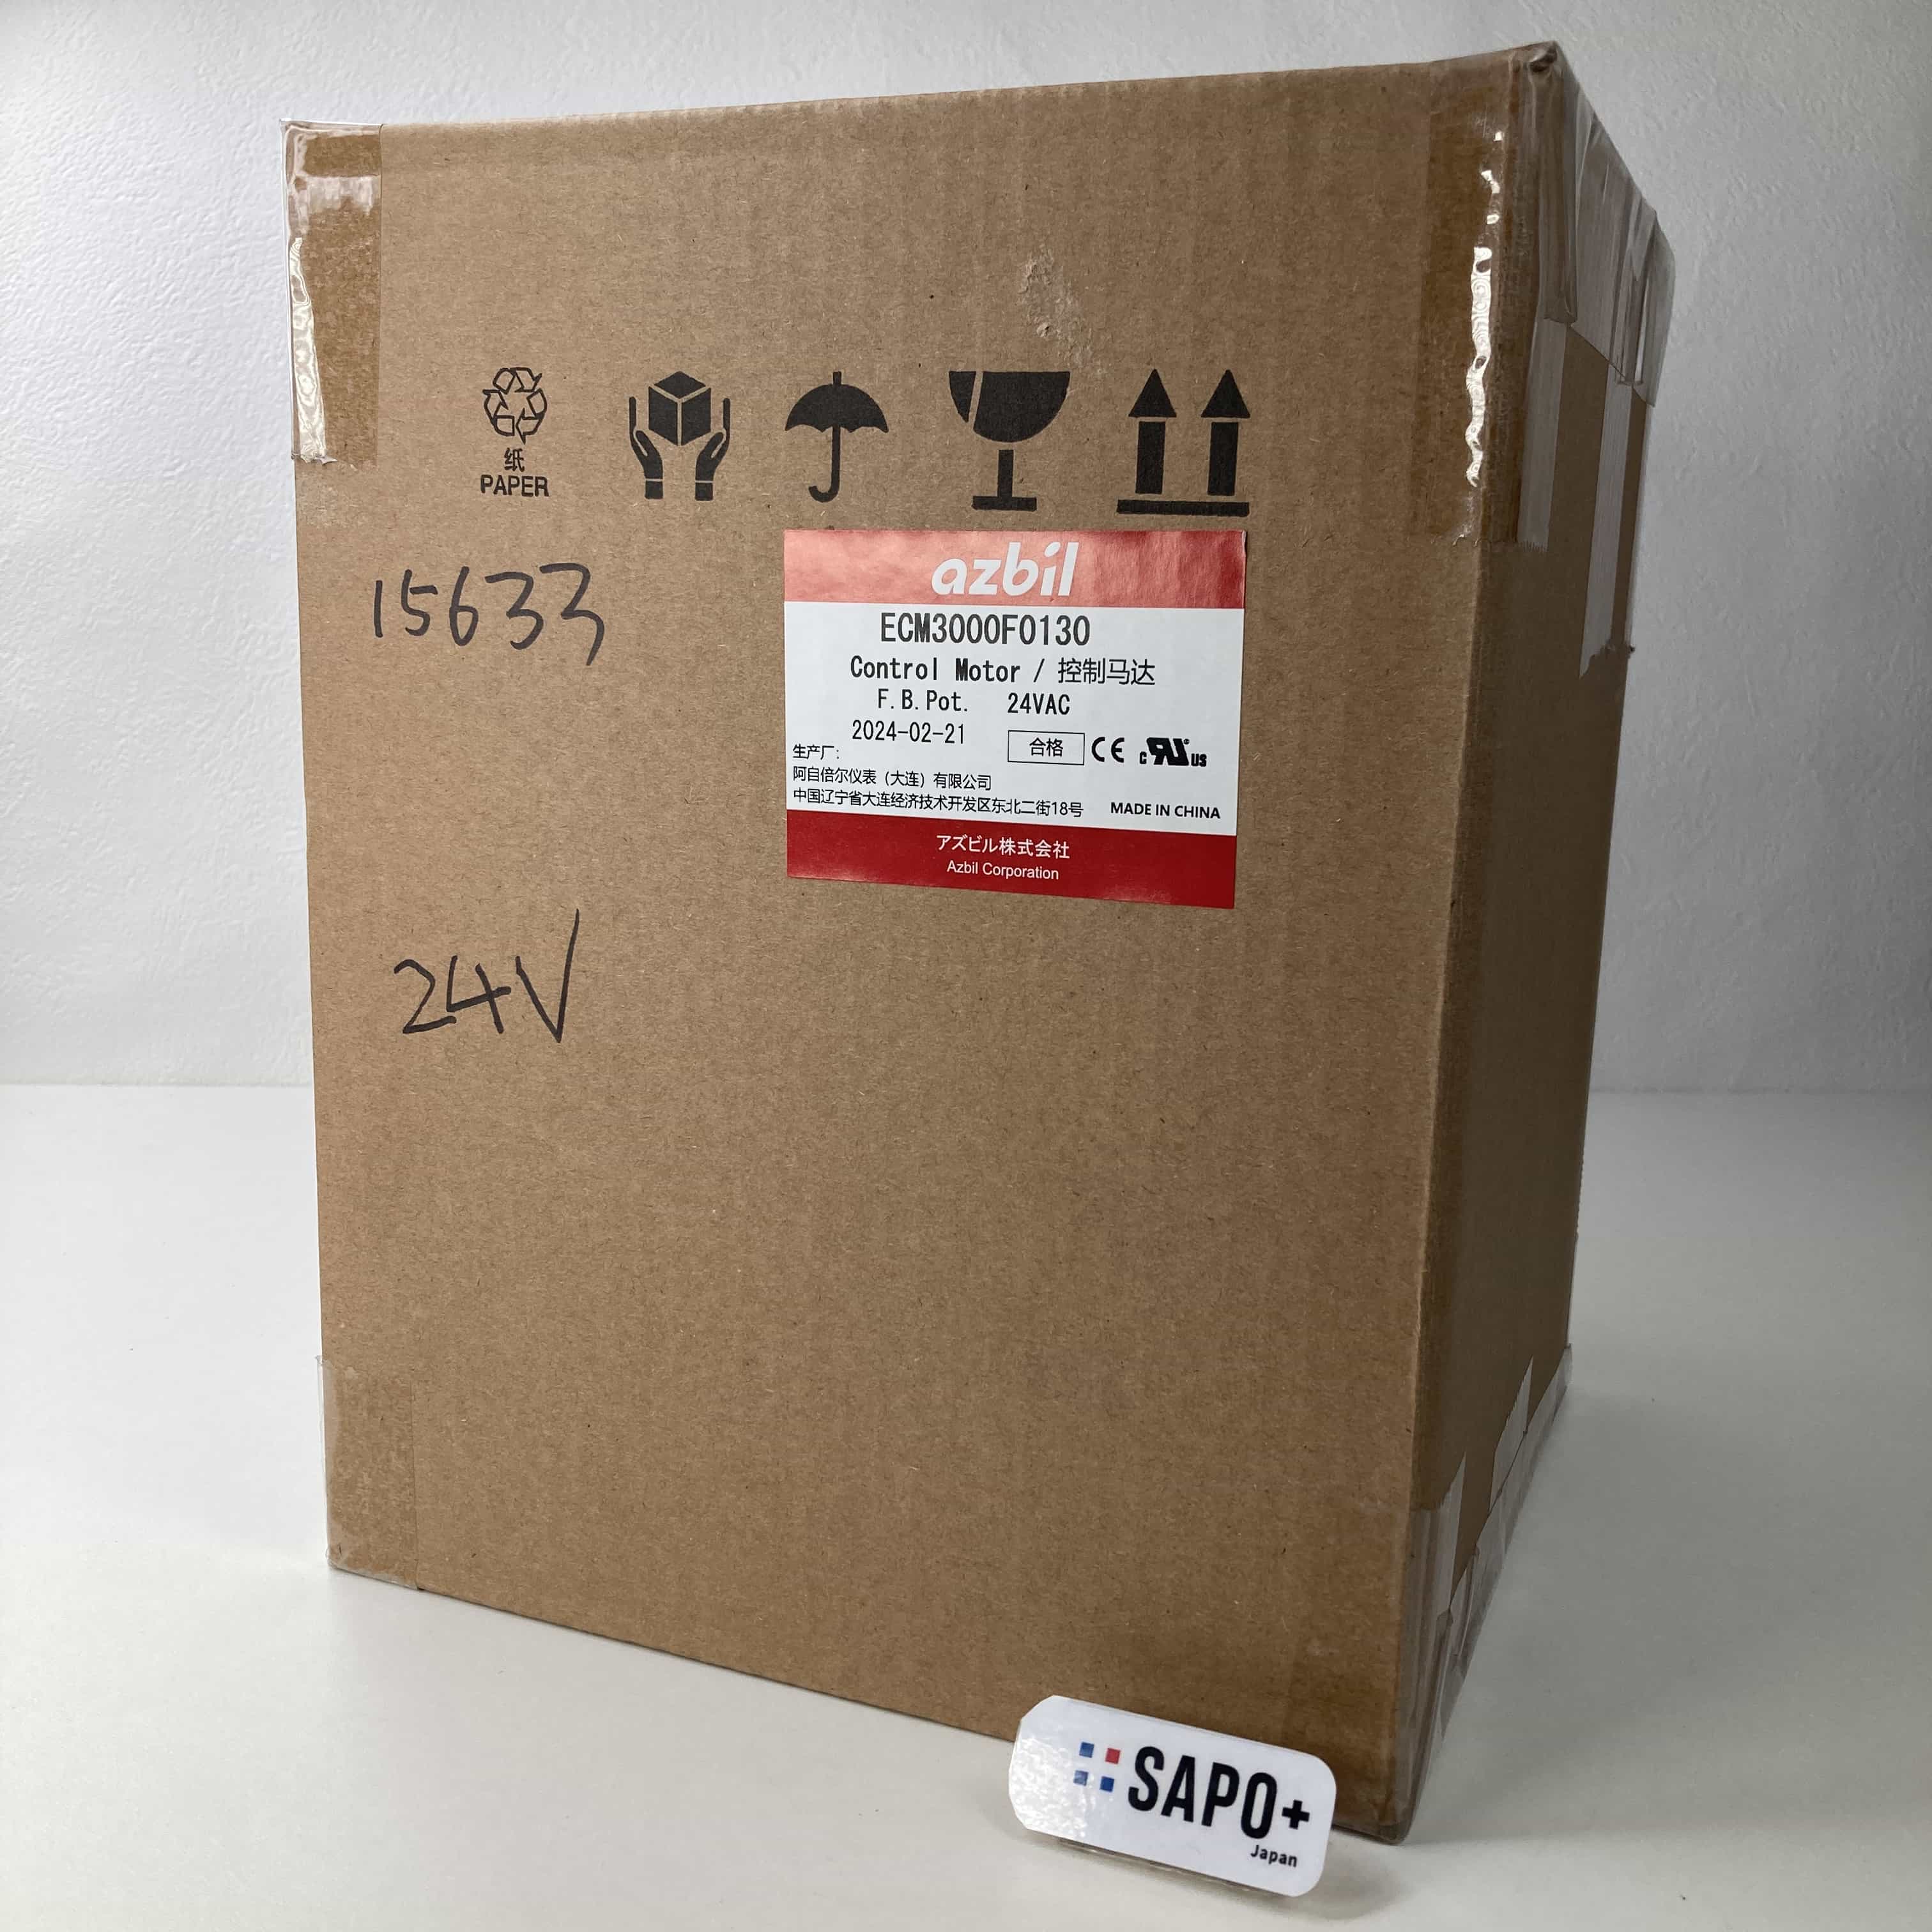 纸
PAPER
15633
azbil
ECM3000F0130
Control Motor / 控制马达
F.B.Pot. 24VAC
2024-02-21
合格 CE c RU US
生产厂:
阿自倍尔仪表（大连）有限公司
中国辽宁省大连经济技术开发区东北二街18号 MADE IN CHINA
アズビル株式会社
Azbil Corporation
24V
SAPO+
Japan